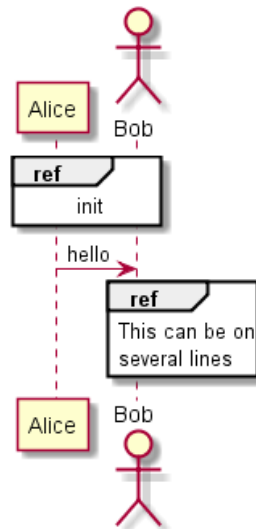 Alice
Bob
ref
init
hello
ref
This can be on
several lines
Alice
Bob